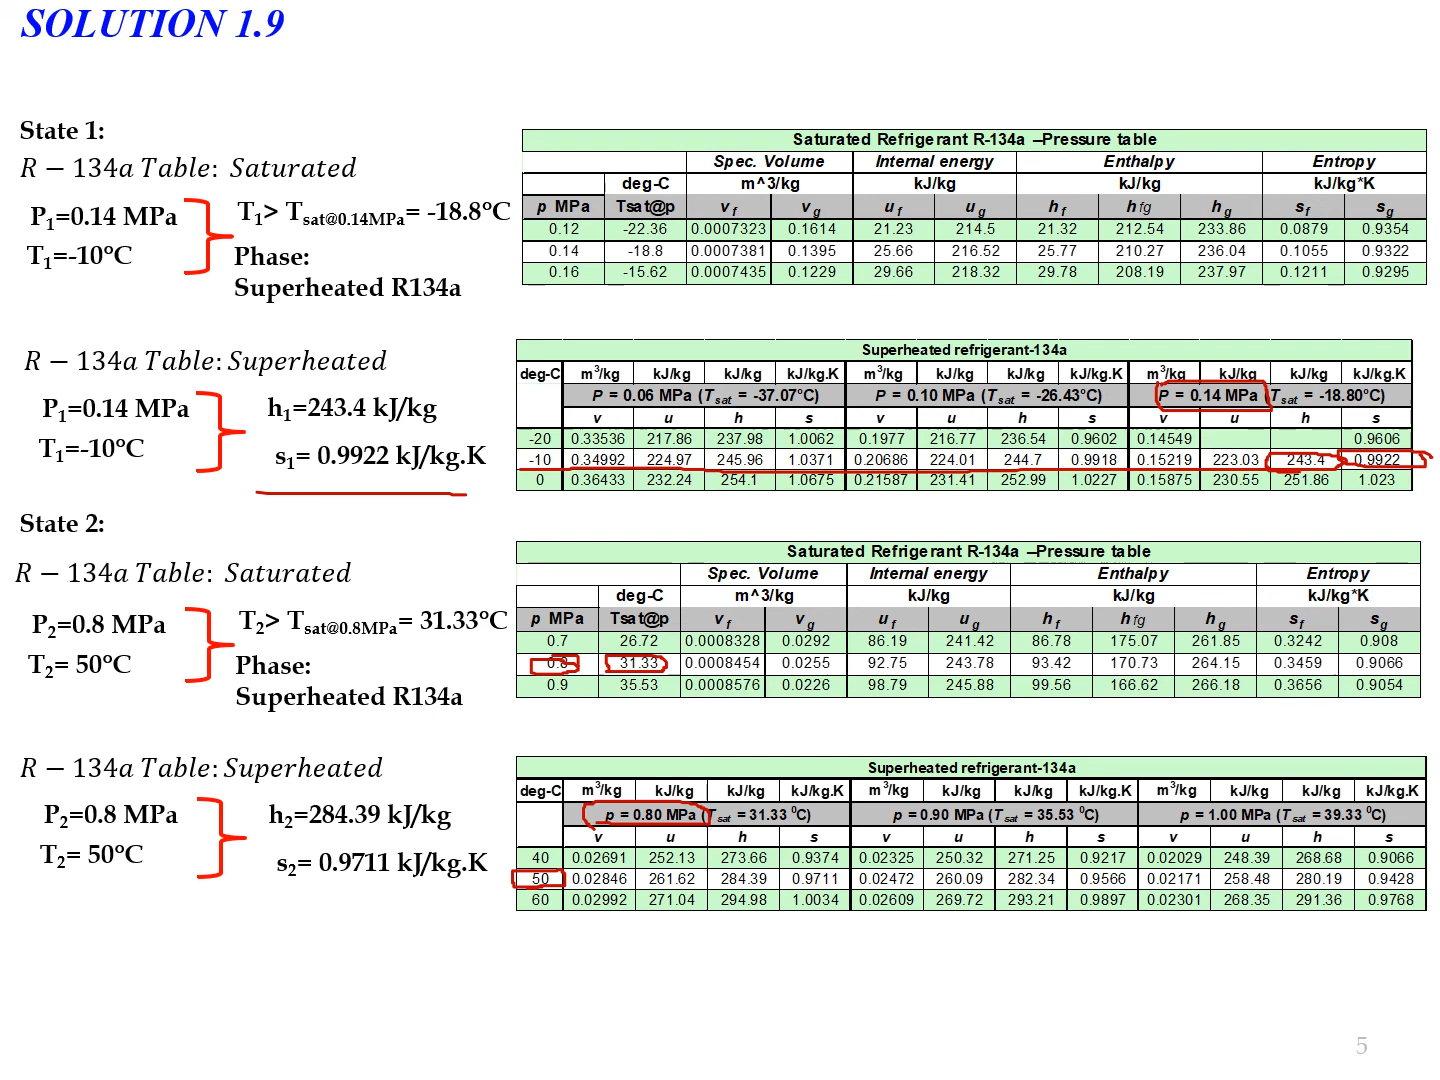 SOLUTION 1.9
State 1:
R − 134a Table: Saturated
P1=0.14 MPa
T1=-10°C
T1> Tsat@0.14MPa= -18.8°C
Phase:
Superheated R134a
Saturated Refrigerant R-134a –Pressure table
Spec. Volume Internal energy Enthalpy Entropy
deg-C m^3/kg kJ/kg kJ/kg kJ/kg*K
p MPa Tsat@p v f v g u f u g h f h fg h g s f s g
0.12 -22.36 0.0007323 0.1614 21.23 214.5 21.32 212.54 233.86 0.0879 0.9354
0.14 -18.8 0.0007381 0.1395 25.66 216.52 25.77 210.27 236.04 0.1055 0.9322
0.16 -15.62 0.0007435 0.1229 29.66 218.32 29.78 208.19 237.97 0.1211 0.9295
R − 134a Table: Superheated
P1=0.14 MPa
T1=-10°C
h1=243.4 kJ/kg
s1= 0.9922 kJ/kg.K
Superheated refrigerant-134a
deg-C m3/kg kJ/kg kJ/kg kJ/kg.K m3/kg kJ/kg kJ/kg kJ/kg.K m3/kg kJ/kg kJ/kg kJ/kg.K
P = 0.06 MPa (Tsat = -37.07°C) P = 0.10 MPa (Tsat = -26.43°C) P = 0.14 MPa (Tsat = -18.80°C)
v u h s v u h s v u h s
-20 0.33536 217.86 237.98 1.0062 0.1977 216.77 236.54 0.9602 0.14549 0.9606
-10 0.34992 224.97 245.96 1.0371 0.20686 224.01 244.7 0.9918 0.15219 223.03 243.4 0.9922
0 0.36433 232.24 254.1 1.0675 0.21587 231.41 252.99 1.0227 0.15875 230.55 251.86 1.023
State 2:
R − 134a Table: Saturated
P2=0.8 MPa
T2= 50°C
T2> Tsat@0.8MPa= 31.33°C
Phase:
Superheated R134a
Saturated Refrigerant R-134a –Pressure table
Spec. Volume Internal energy Enthalpy Entropy
deg-C m^3/kg kJ/kg kJ/kg kJ/kg*K
p MPa Tsat@p v f v g u f u g h f h fg h g s f s g
0.7 26.72 0.0008328 0.0292 86.19 241.42 86.78 175.07 261.85 0.3242 0.908
0.8 31.33 0.0008454 0.0255 92.75 243.78 93.42 170.73 264.15 0.3459 0.9066
0.9 35.53 0.0008576 0.0226 98.79 245.88 99.56 166.62 266.18 0.3656 0.9054
R − 134a Table: Superheated
P2=0.8 MPa
T2= 50°C
h2=284.39 kJ/kg
s2= 0.9711 kJ/kg.K
Superheated refrigerant-134a
deg-C m3/kg kJ/kg kJ/kg kJ/kg.K m3/kg kJ/kg kJ/kg kJ/kg.K m3/kg kJ/kg kJ/kg kJ/kg.K
p = 0.80 MPa (Tsat = 31.33 0C) p = 0.90 MPa (Tsat = 35.53 0C) p = 1.00 MPa (Tsat = 39.33 0C)
v u h s v u h s v u h s
40 0.02691 252.13 273.66 0.9374 0.02325 250.32 271.25 0.9217 0.02029 248.39 268.68 0.9066
50 0.02846 261.62 284.39 0.9711 0.02472 260.09 282.34 0.9566 0.02171 258.48 280.19 0.9428
60 0.02992 271.04 294.98 1.0034 0.02609 269.72 293.21 0.9897 0.02301 268.35 291.36 0.9768
5